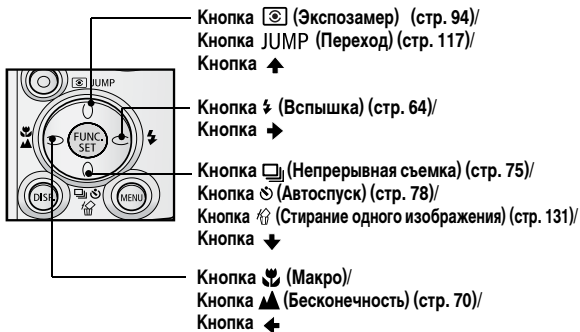 Кнопка (Экспозамер) (стр. 94)/
Кнопка JUMP (Переход) (стр. 117)/
Кнопка
JUMP
FUNC.
SET
DISP.
MENU
Кнопка (Вспышка) (стр. 64)/
Кнопка
Кнопка (Непрерывная съемка) (стр. 75)/
Кнопка (Автоспуск) (стр. 78)/
Кнопка (Стирание одного изображения) (стр. 131)/
Кнопка
Кнопка (Макро)/
Кнопка (Бесконечность) (стр. 70)/
Кнопка